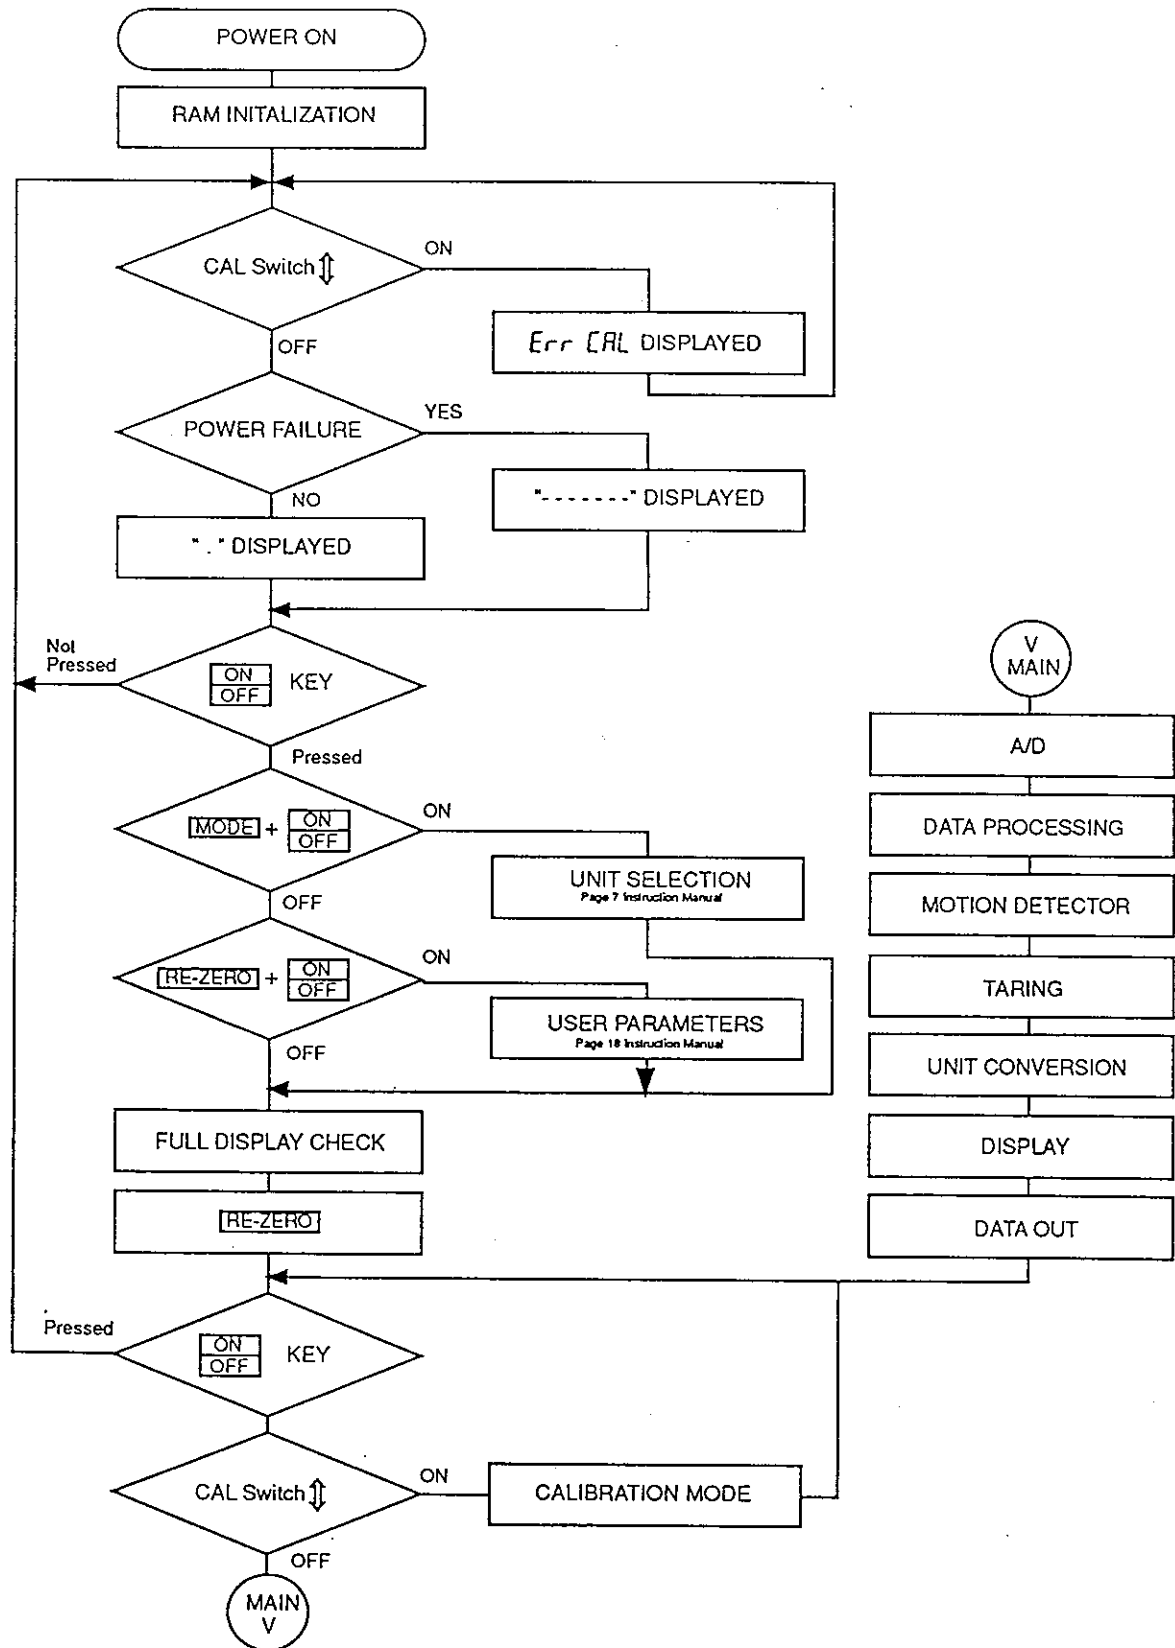 POWER ON
RAM INITALIZATION
CAL Switch ⇕
ON
Err CAL DISPLAYED
OFF
POWER FAILURE
YES
"- - - - - - -" DISPLAYED
NO
" . " DISPLAYED
Not
Pressed
ON
OFF
KEY
Pressed
MODE + ON
OFF
ON
UNIT SELECTION
Page 7 Instruction Manual
OFF
RE-ZERO + ON
OFF
ON
USER PARAMETERS
Page 18 Instruction Manual
OFF
FULL DISPLAY CHECK
RE-ZERO
Pressed
ON
OFF
KEY
CAL Switch ⇕
ON
CALIBRATION MODE
OFF
MAIN
V
V
MAIN
A/D
DATA PROCESSING
MOTION DETECTOR
TARING
UNIT CONVERSION
DISPLAY
DATA OUT